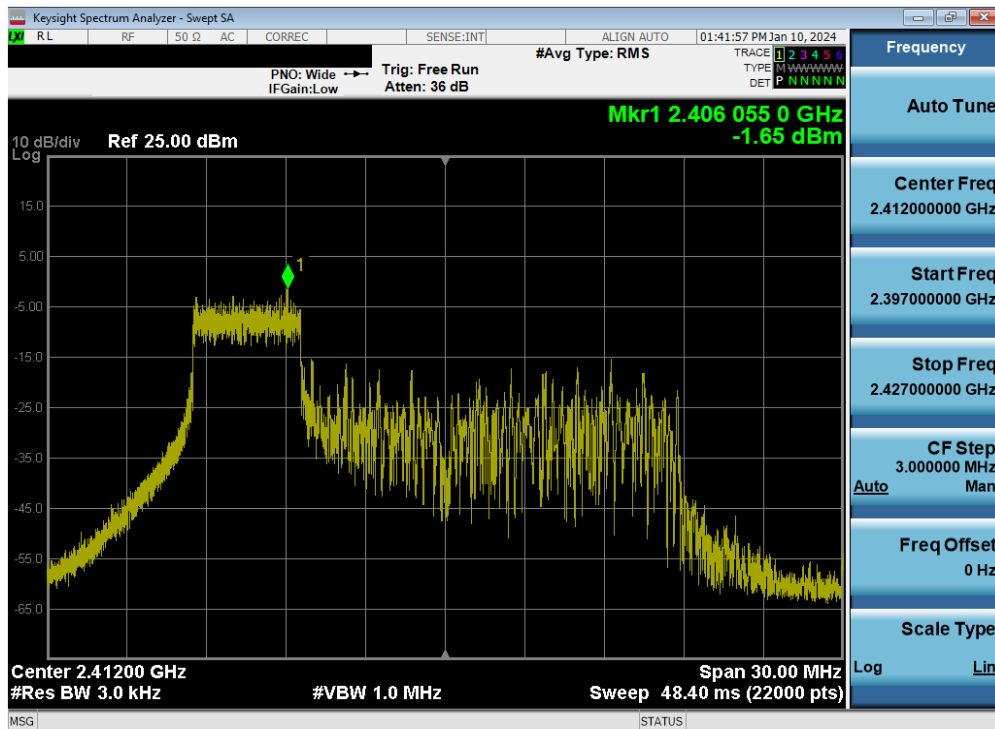 Keysight Spectrum Analyzer - Swept SA
LXI RL RF 50 Ω AC CORREC SENSE:INT ALIGN AUTO 01:41:57 PM Jan 10, 2024
#Avg Type: RMS
TRACE 1 2 3 4 5 6
TYPE M W W W W W
DET P N N N N N
PNO: Wide
IFGain:Low
Trig: Free Run
Atten: 36 dB
Mkr1 2.406 055 0 GHz
-1.65 dBm
10 dB/div Ref 25.00 dBm
Log
15.0
5.00
-5.00
-15.0
-25.0
-35.0
-45.0
-55.0
-65.0
1
Center 2.41200 GHz Span 30.00 MHz
#Res BW 3.0 kHz #VBW 1.0 MHz Sweep 48.40 ms (22000 pts)
MSG STATUS
Frequency
Auto Tune
Center Freq
2.412000000 GHz
Start Freq
2.397000000 GHz
Stop Freq
2.427000000 GHz
CF Step
3.000000 MHz
Auto Man
Freq Offset
0 Hz
Scale Type
Log Lin